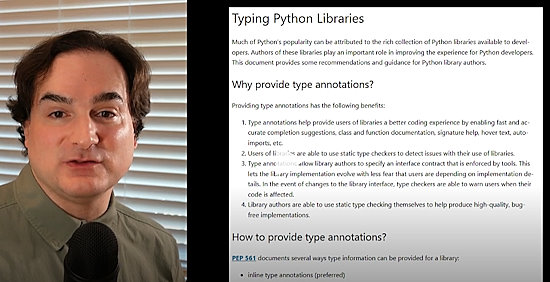 Typing Python Libraries
Much of Python's popularity can be attributed to the rich collection of Python libraries available to devel-
opers. Authors of these libraries play an important role in improving the experience for Python developers.
This document provides some recommendations and guidance for Python library authors.
Why provide type annotations?
Providing type annotations has the following benefits:
1. Type annotations help provide users of libraries a better coding experience by enabling fast and ac-
curate completion suggestions, class and function documentation, signature help, hover text, auto-
imports, etc.
2. Users of libraries are able to use static type checkers to detect issues with their use of libraries.
3. Type annotations allow library authors to specify an interface contract that is enforced by tools. This
lets the library implementation evolve with less fear that users are depending on implementation de-
tails. In the event of changes to the library interface, type checkers are able to warn users when their
code is affected.
4. Library authors are able to use static type checking themselves to help produce high-quality, bug-
free implementations.
How to provide type annotations?
PEP 561 documents several ways type information can be provided for a library:
• inline type annotations (preferred)